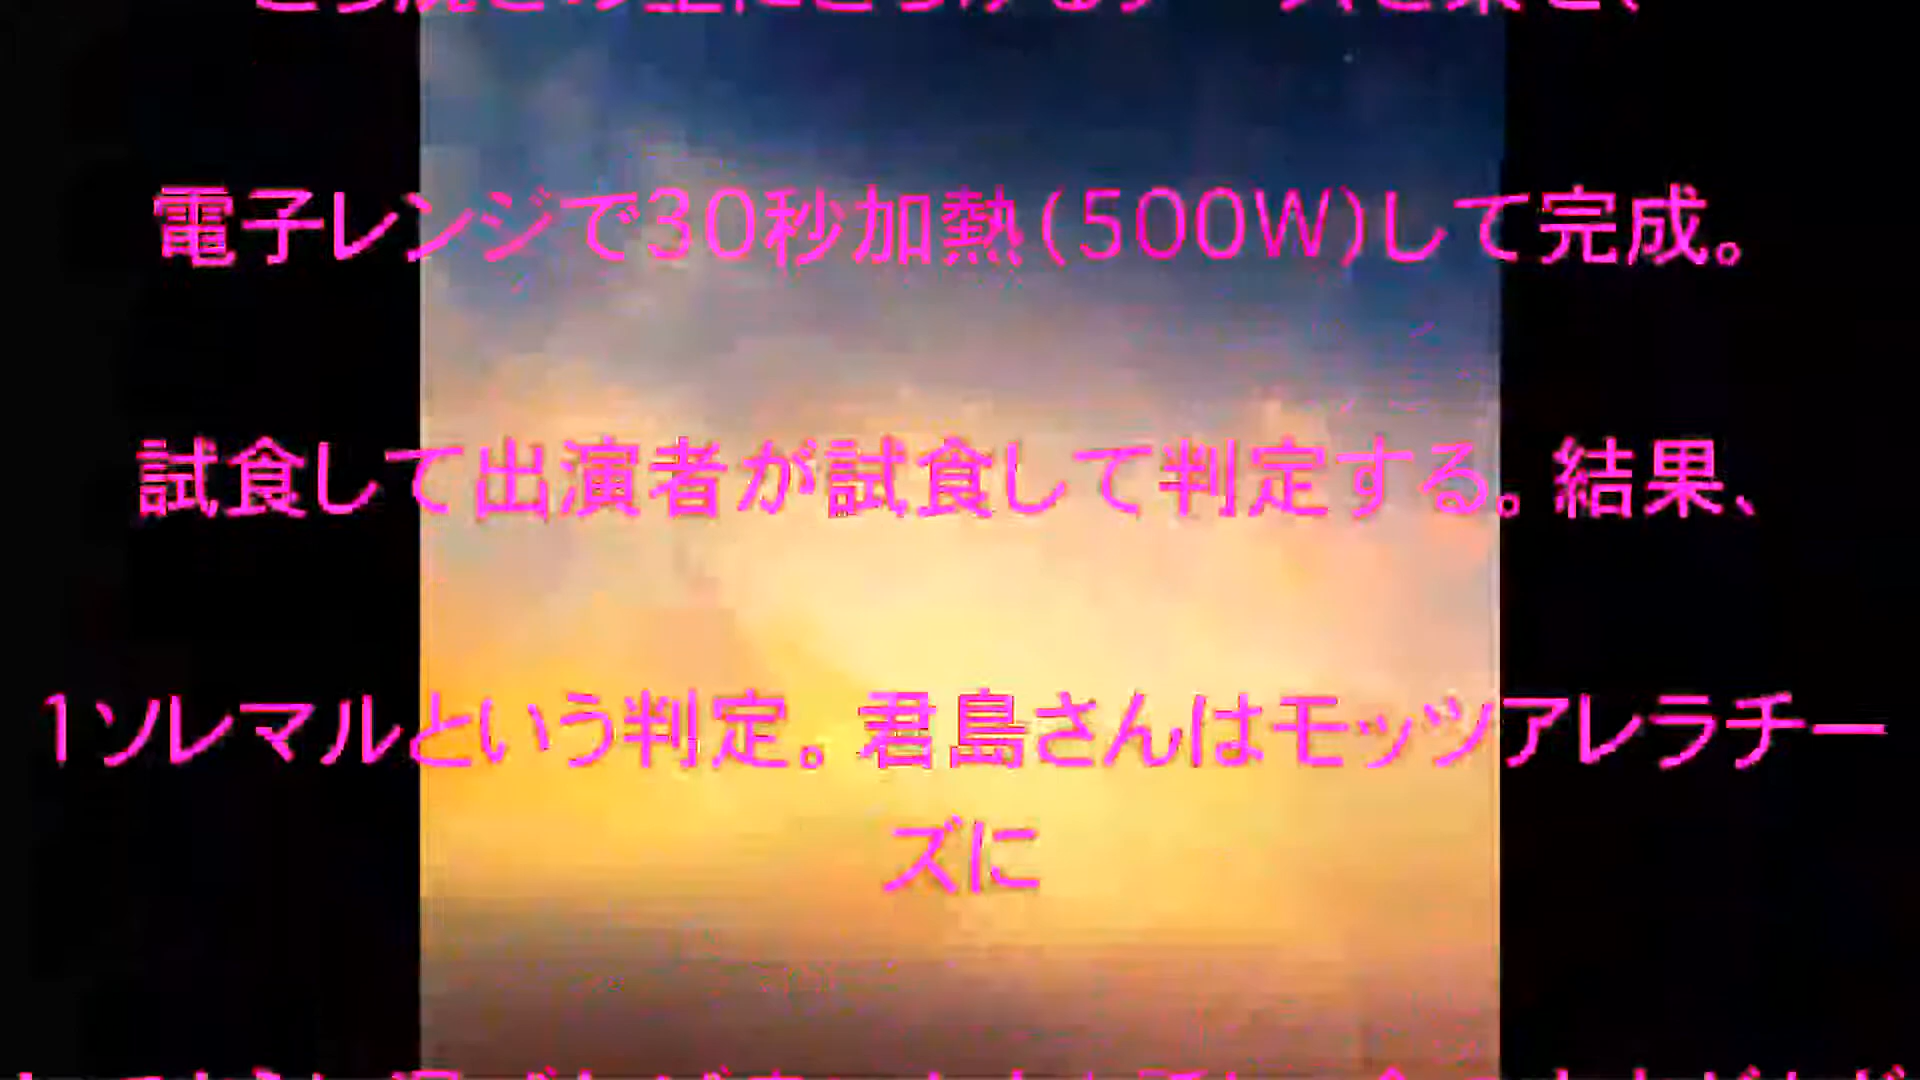 電子レンジで30秒加熱(500W)して完成。
試食して出演者が試食して判定する。結果、
1ソレマルという判定。君島さんはモッツアレラチー
ズに